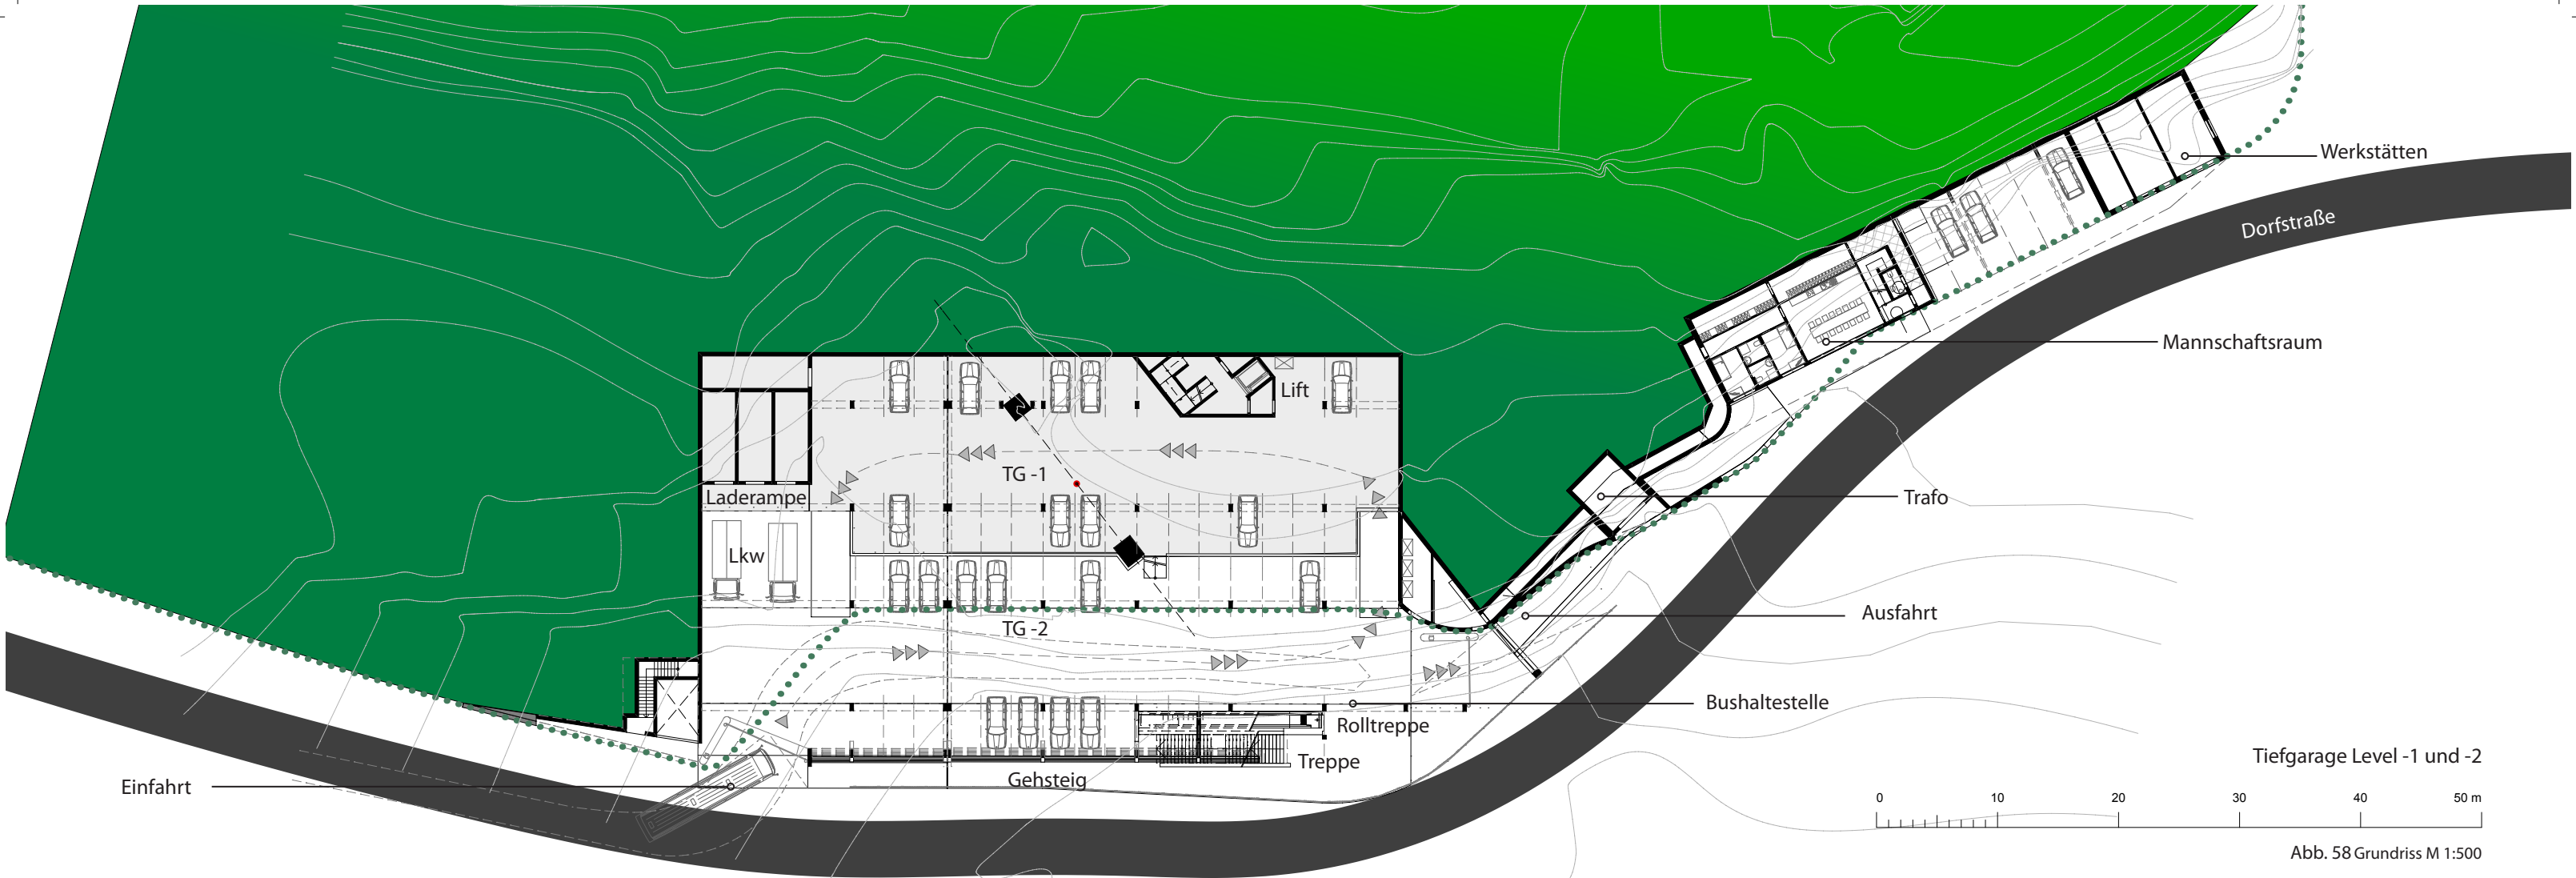 Werkstätten
Dorfstraße
Mannschaftsraum
Lift
TG -1
Laderampe
Trafo
Lkw
Ausfahrt
TG -2
Bushaltestelle
Rolltreppe
Treppe
Gehsteig
Einfahrt
Tiefgarage Level -1 und -2
0 10 20 30 40 50 m
Abb. 58 Grundriss M 1:500